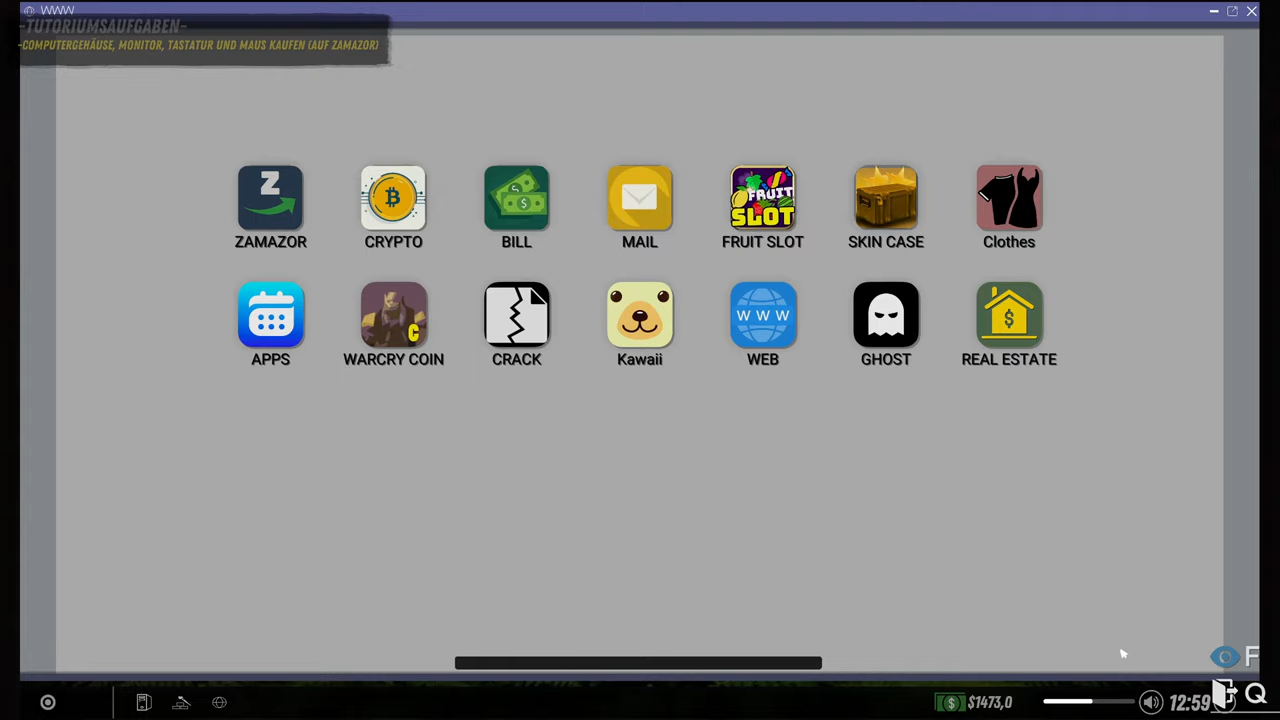 WWW
-TUTORIUMSAUFGABEN-
-COMPUTERGEHÄUSE, MONITOR, TASTATUR UND MAUS KAUFEN (AUF ZAMAZOR)
Z
W W W
FRUIT
SLOT
ZAMAZOR CRYPTO BILL MAIL FRUIT SLOT SKIN CASE Clothes
C
APPS WARCRY COIN CRACK Kawaii WEB GHOST REAL ESTATE
F
$1473,0 12:59 Q